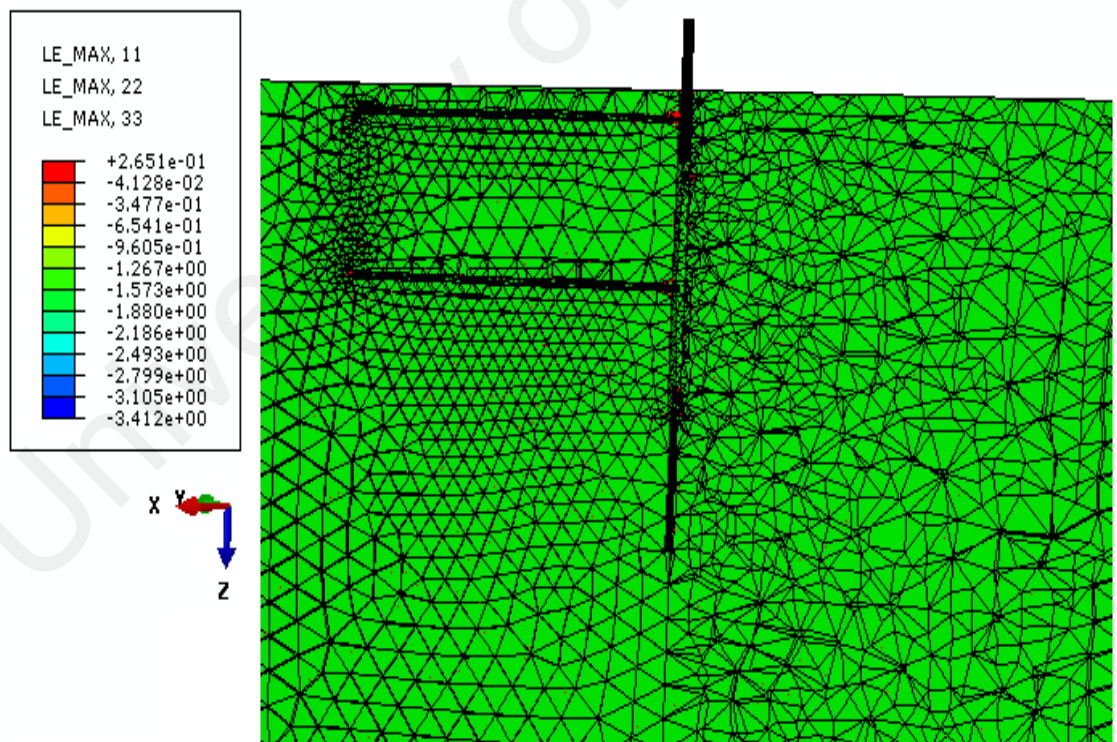 LE_MAX, 11
LE_MAX, 22
LE_MAX, 33
+2.651e-01
-4.128e-02
-3.477e-01
-6.541e-01
-9.605e-01
-1.267e+00
-1.573e+00
-1.880e+00
-2.186e+00
-2.493e+00
-2.799e+00
-3.105e+00
-3.412e+00
X Y
Z
Unive y of